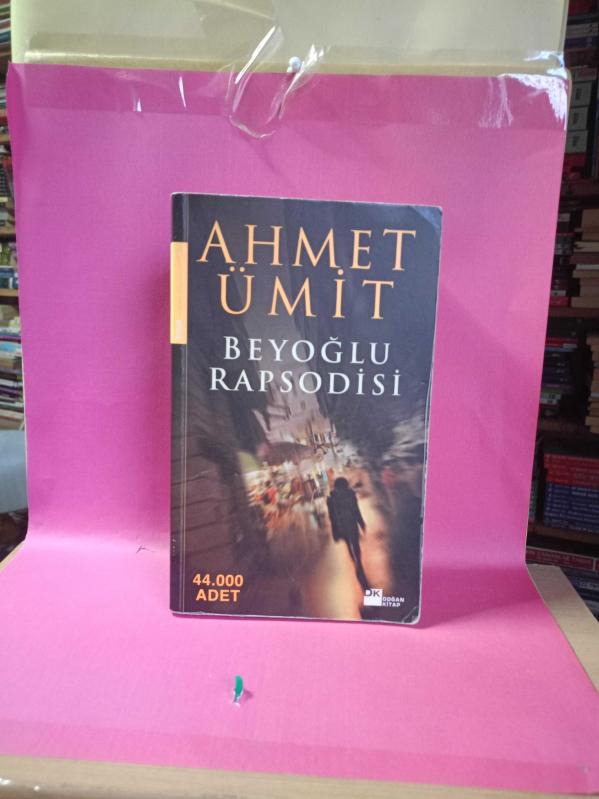 AHMET
ÜMİT
BEYOĞLU
RAPSODİSİ
44.000
ADET
DK
DOĞAN
KİTAP